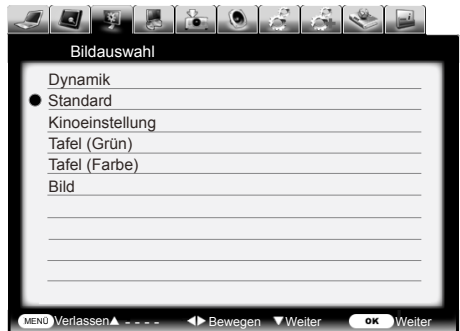 Bildauswahl
Dynamik
Standard
Kinoeinstellung
Tafel (Grün)
Tafel (Farbe)
Bild
MENÜ Verlassen▲ - - - - ◀▶ Bewegen ▼Weiter OK Weiter